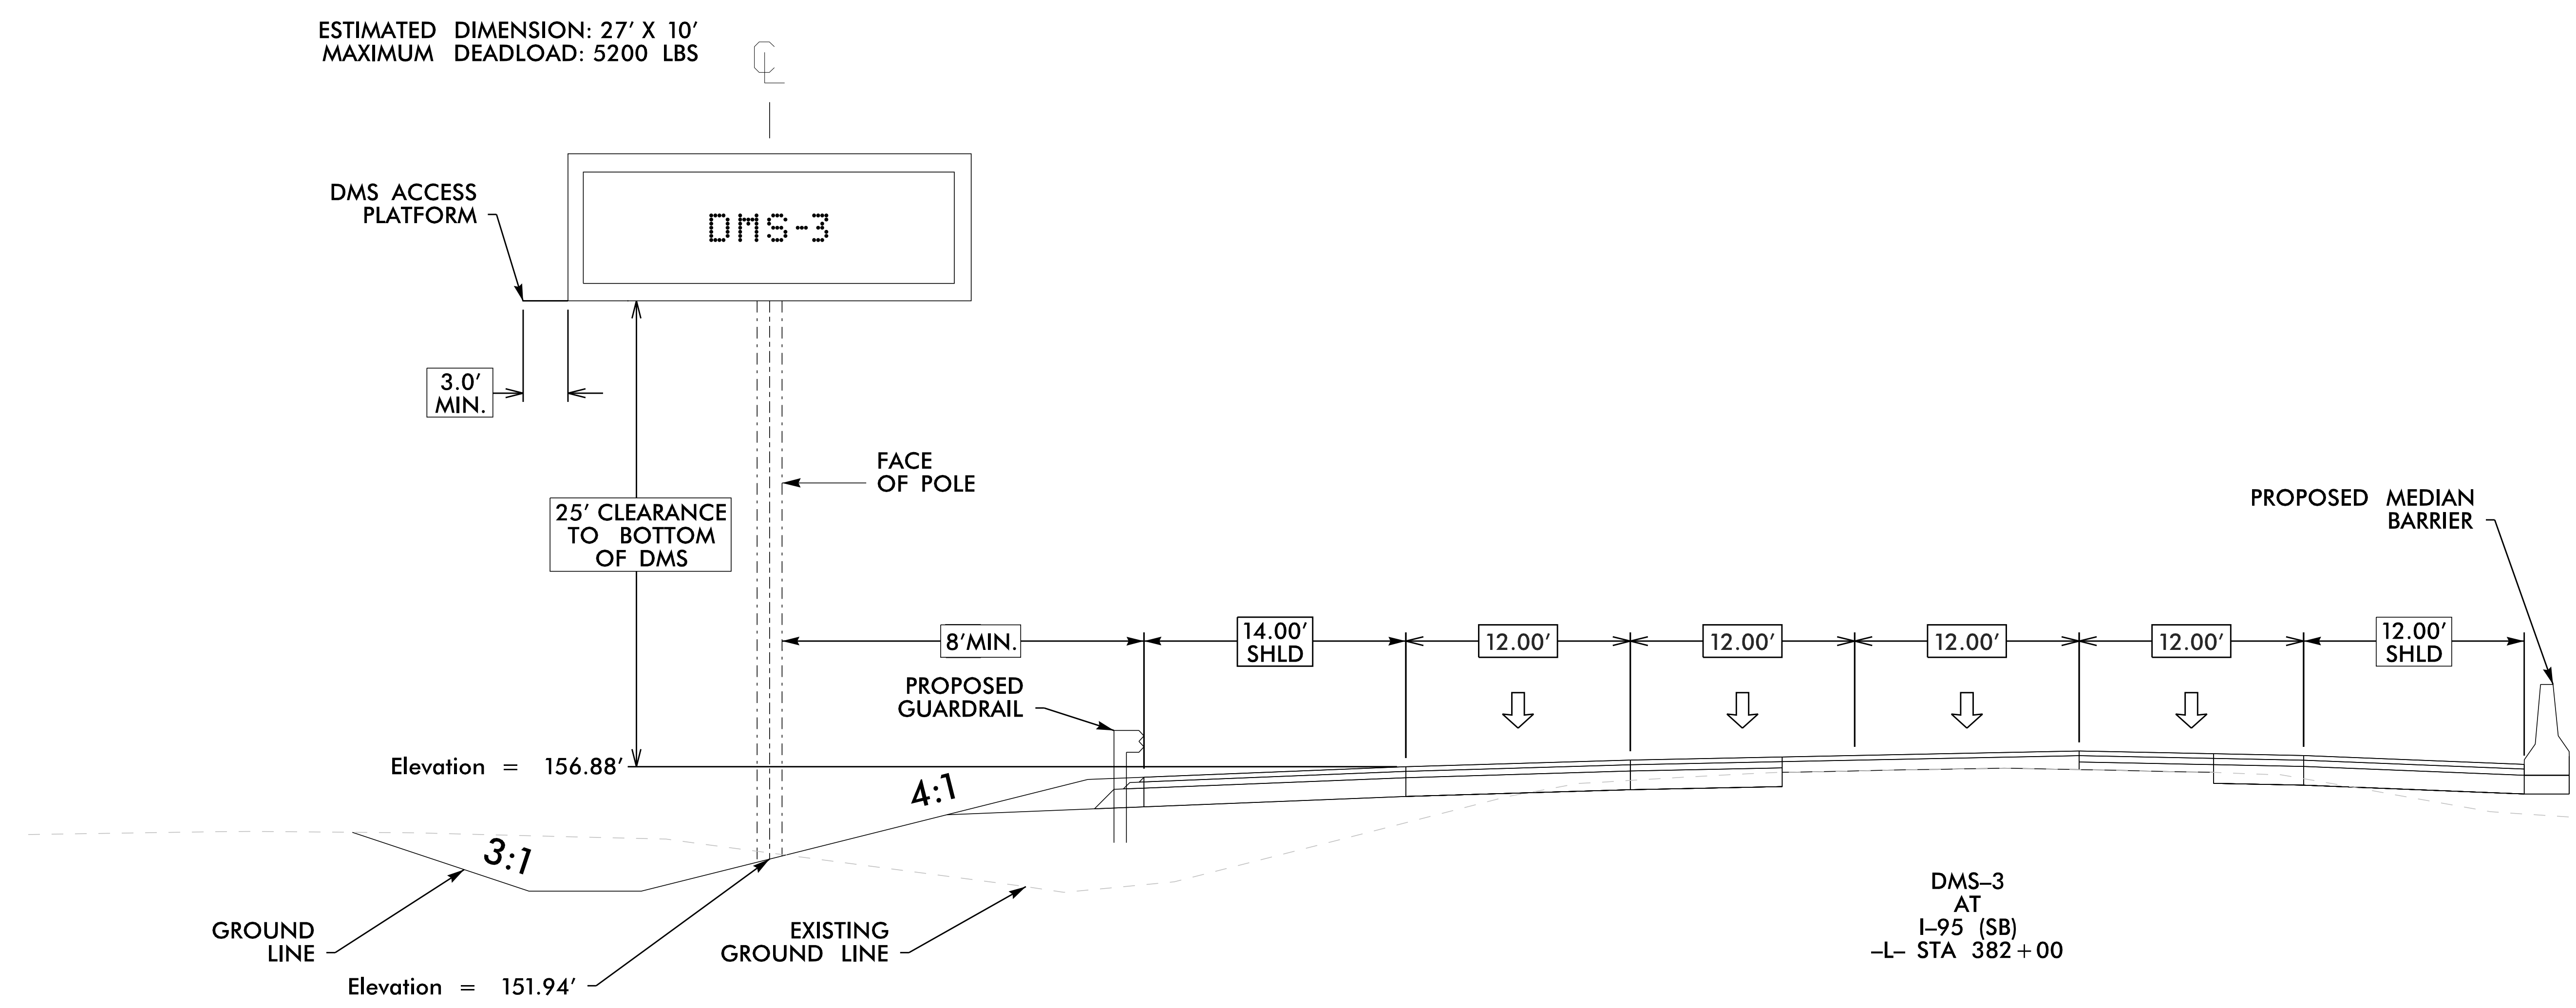 ESTIMATED DIMENSION: 27' X 10'
MAXIMUM DEADLOAD: 5200 LBS
CL
DMS ACCESS
PLATFORM
DMS-3
3.0'
MIN.
FACE
OF POLE
25' CLEARANCE
TO BOTTOM
OF DMS
PROPOSED MEDIAN
BARRIER
8'MIN.
14.00'
SHLD
12.00'
12.00'
12.00'
12.00'
12.00'
SHLD
PROPOSED
GUARDRAIL
Elevation = 156.88'
4:1
3:1
GROUND
LINE
EXISTING
GROUND LINE
Elevation = 151.94'
DMS–3
AT
I–95 (SB)
–L– STA 382+00